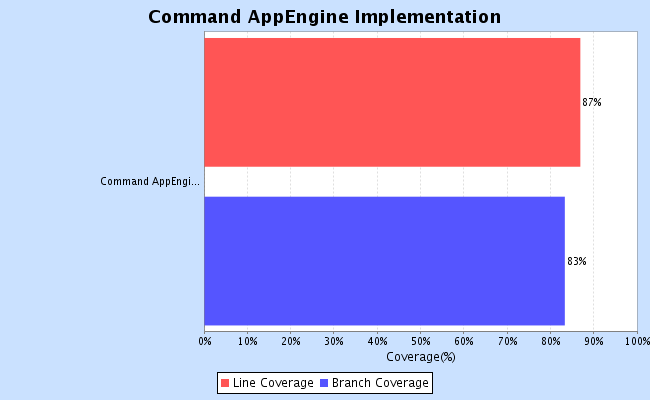 Command AppEngine Implementation
87%
Command AppEngi...
83%
0% 10% 20% 30% 40% 50% 60% 70% 80% 90% 100%
Coverage(%)
Line Coverage Branch Coverage